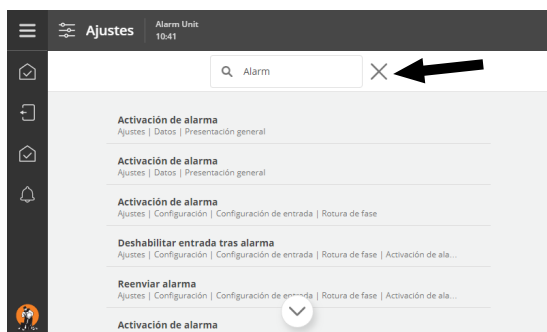 Ajustes
Alarm Unit
10:41
Alarm
Activación de alarma
Ajustes | Datos | Presentación general
Activación de alarma
Ajustes | Datos | Presentación general
Activación de alarma
Ajustes | Configuración | Configuración de entrada | Rotura de fase
Deshabilitar entrada tras alarma
Ajustes | Configuración | Configuración de entrada | Rotura de fase | Activación de ala...
Reenviar alarma
Ajustes | Configuración | Configuración de entrada | Rotura de fase | Activación de ala...
Activación de alarma